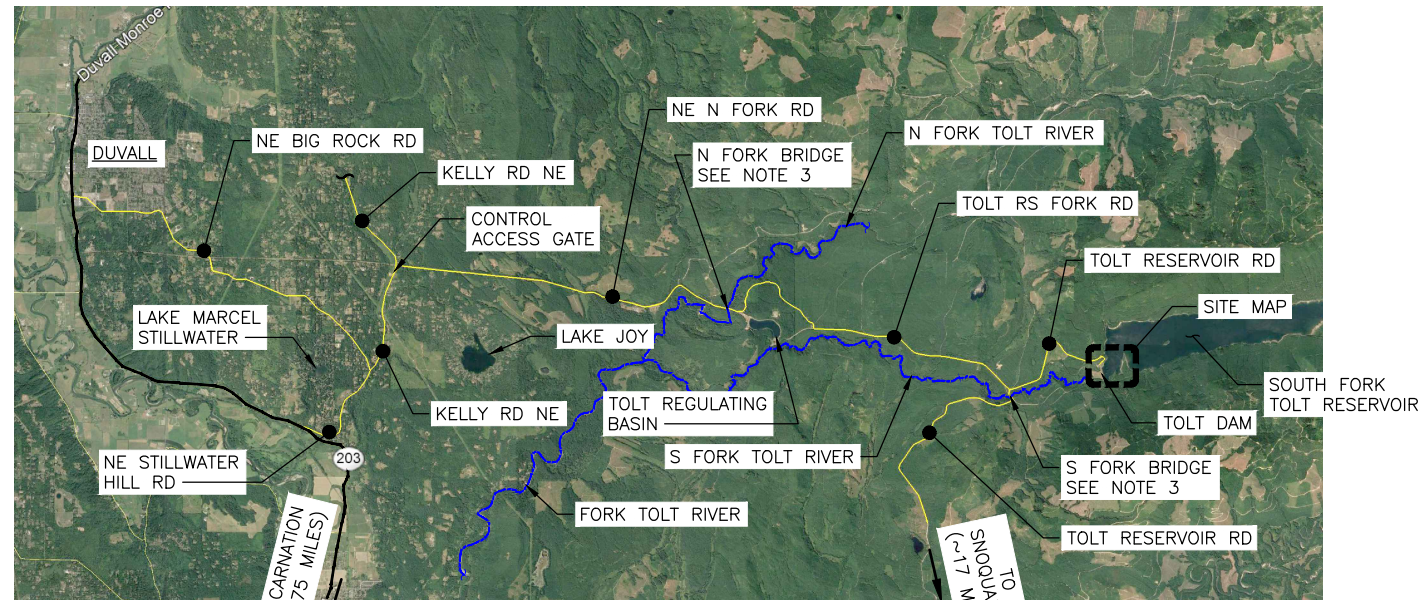 Duvall-Monroe
NE N FORK RD
N FORK TOLT RIVER
DUVALL
NE BIG ROCK RD
N FORK BRIDGE
SEE NOTE 3
KELLY RD NE
TOLT RS FORK RD
CONTROL
ACCESS GATE
TOLT RESERVOIR RD
SITE MAP
LAKE MARCEL
STILLWATER
LAKE JOY
SOUTH FORK
TOLT RESERVOIR
KELLY RD NE
TOLT REGULATING
BASIN
TOLT DAM
S FORK TOLT RIVER
203
NE STILLWATER
HILL RD
S FORK BRIDGE
SEE NOTE 3
FORK TOLT RIVER
TOLT RESERVOIR RD
CARNATION
75 MILES)
TO
SNOQUA
(~17 M